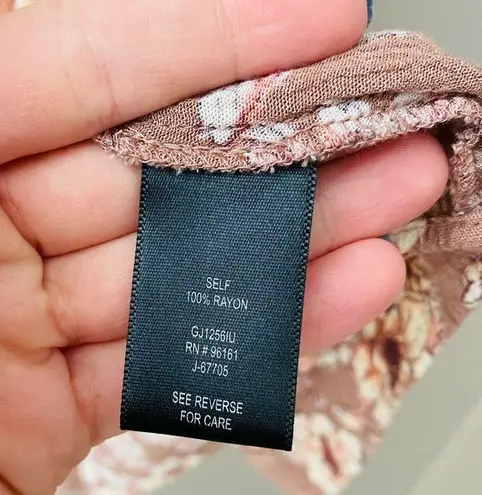 SELF
100% RAYON
GJ1256IU
RN # 96161
J-67705
SEE REVERSE
FOR CARE